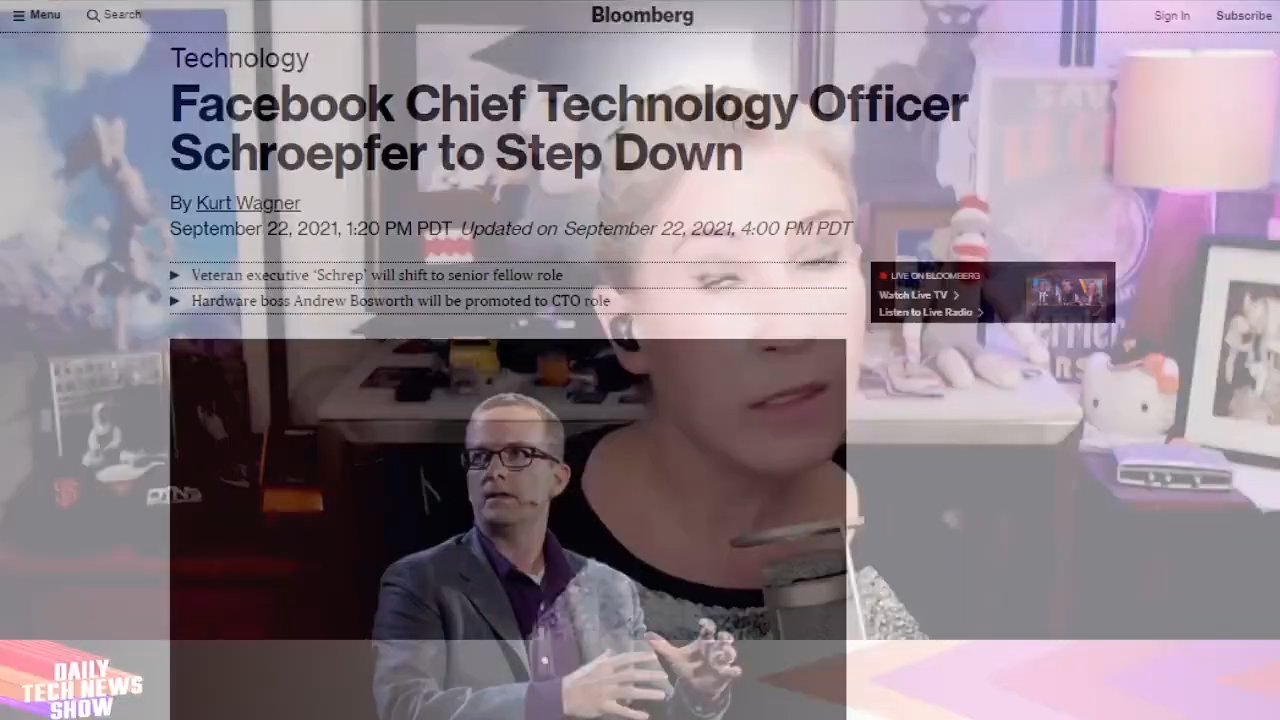 Menu
Search
Bloomberg
Sign In
Subscribe
Technology
Facebook Chief Technology Officer
Schroepfer to Step Down
By Kurt Wagner
September 22, 2021, 1:20 PM PDT Updated on September 22, 2021, 4:00 PM PDT
Veteran executive ‘Schrep’ will shift to senior fellow role
Hardware boss Andrew Bosworth will be promoted to CTO role
LIVE ON BLOOMBERG
Watch Live TV
Listen to Live Radio
DTNS
DAILY
TECH NEWS
SHOW